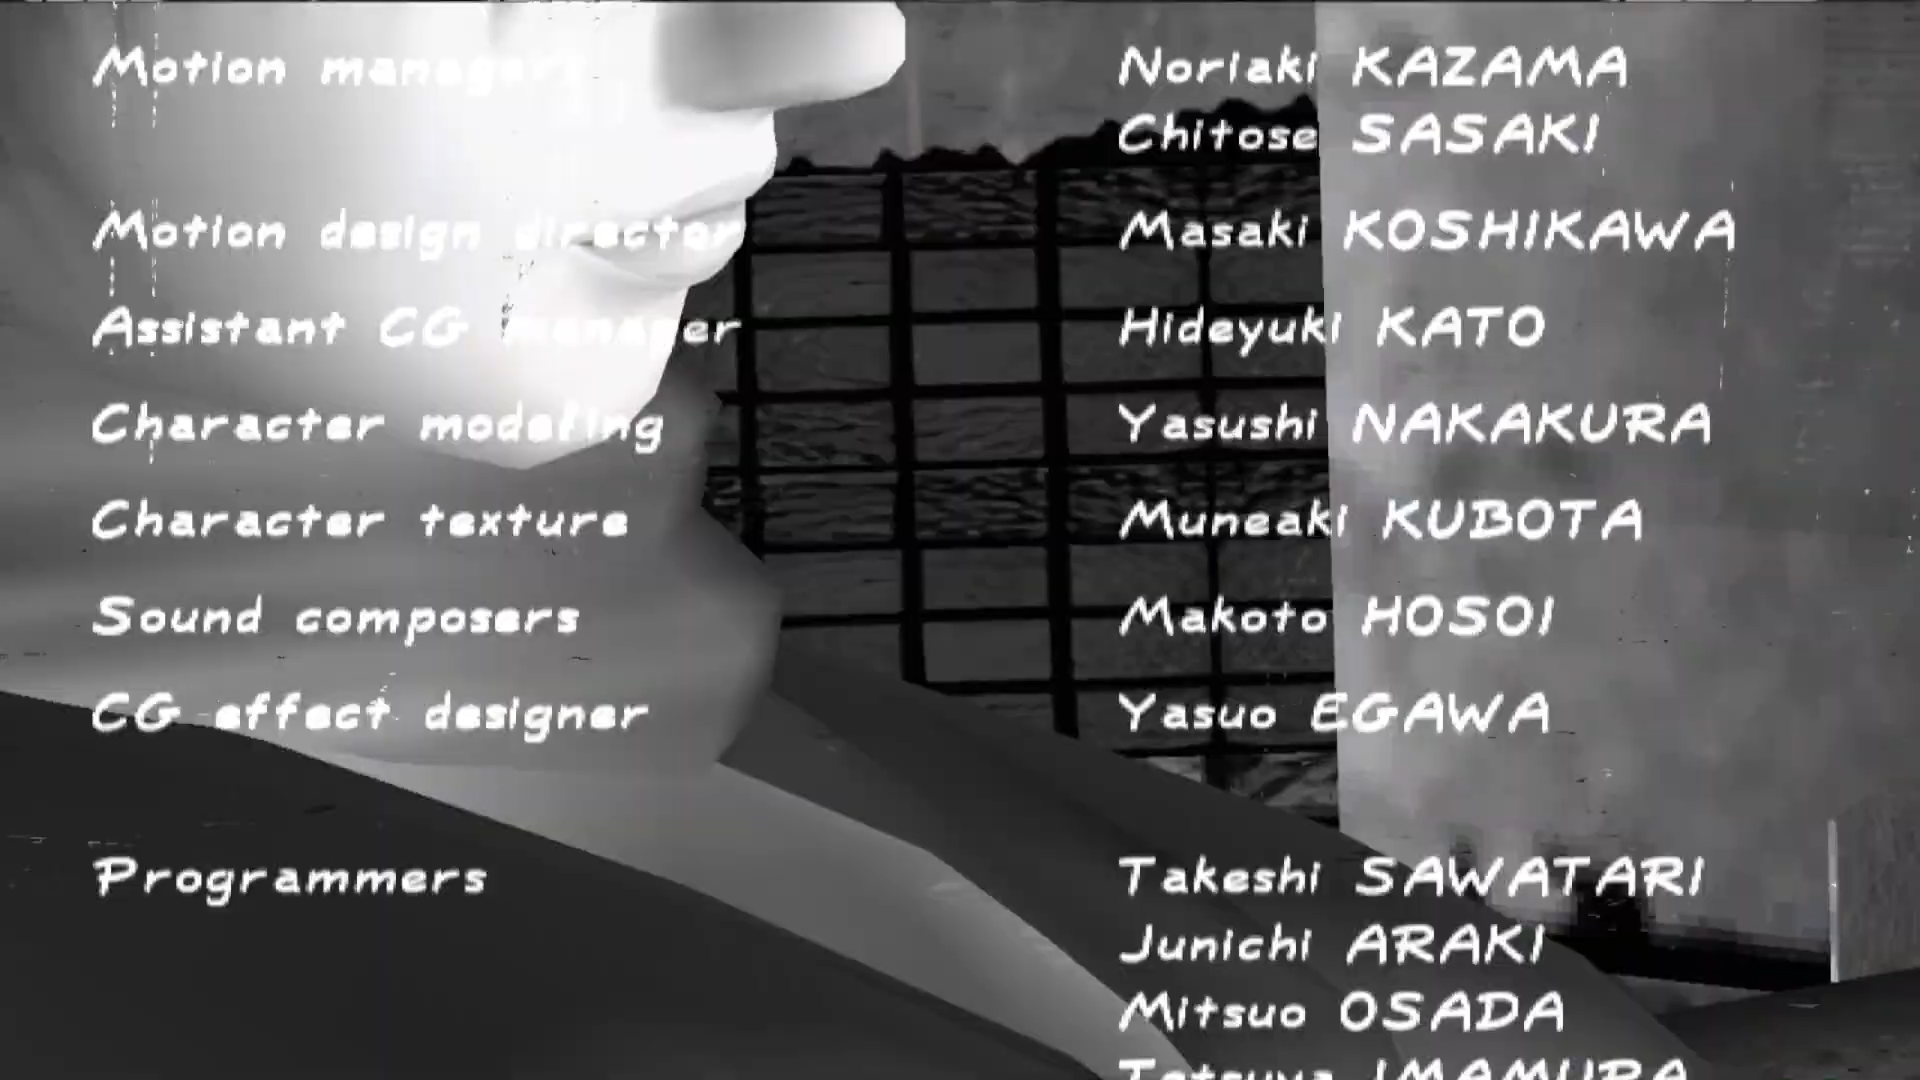 Motion managers Noriaki KAZAMA
Chitose SASAKI
Motion design director Masaki KOSHIKAWA
Assistant CG manager Hideyuki KATO
Character modeling Yasushi NAKAKURA
Character texture Muneaki KUBOTA
Sound composers Makoto HOSOI
CG effect designer Yasuo EGAWA
Programmers Takeshi SAWATARI
Junichi ARAKI
Mitsuo OSADA
Tetsuya IMAMURA